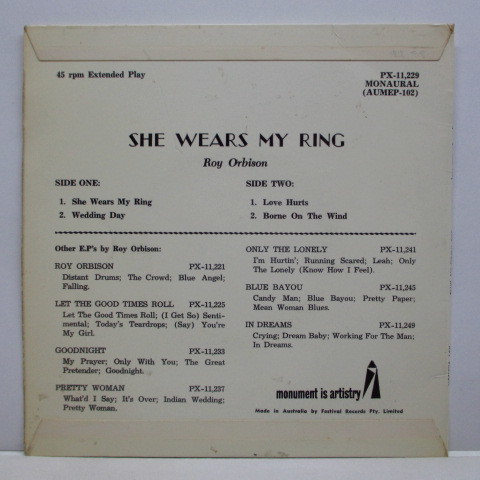 45 rpm Extended Play
PX-11,229
MONAURAL
(AUMEP-102)
SHE WEARS MY RING
Roy Orbison
SIDE ONE:
1. She Wears My Ring
2. Wedding Day
SIDE TWO:
1. Love Hurts
2. Borne On The Wind
Other E.P's by Roy Orbison:
ROY ORBISON PX-11,221
Distant Drums; The Crowd; Blue Angel;
Falling.
LET THE GOOD TIMES ROLL PX-11,225
Let The Good Times Roll; (I Get So) Senti-
mental; Today's Teardrops; (Say) You're
My Girl.
GOODNIGHT PX-11,233
My Prayer; Only With You; The Great
Pretender; Goodnight.
PRETTY WOMAN PX-11,237
What'd I Say; It's Over; Indian Wedding;
Pretty Woman.
ONLY THE LONELY PX-11,241
I'm Hurtin'; Running Scared; Leah; Only
The Lonely (Know How I Feel).
BLUE BAYOU PX-11,245
Candy Man; Blue Bayou; Pretty Paper;
Mean Woman Blues.
IN DREAMS PX-11,249
Crying; Dream Baby; Working For The Man;
In Dreams.
monument is artistry
Made in Australia by Festival Records Pty. Limited